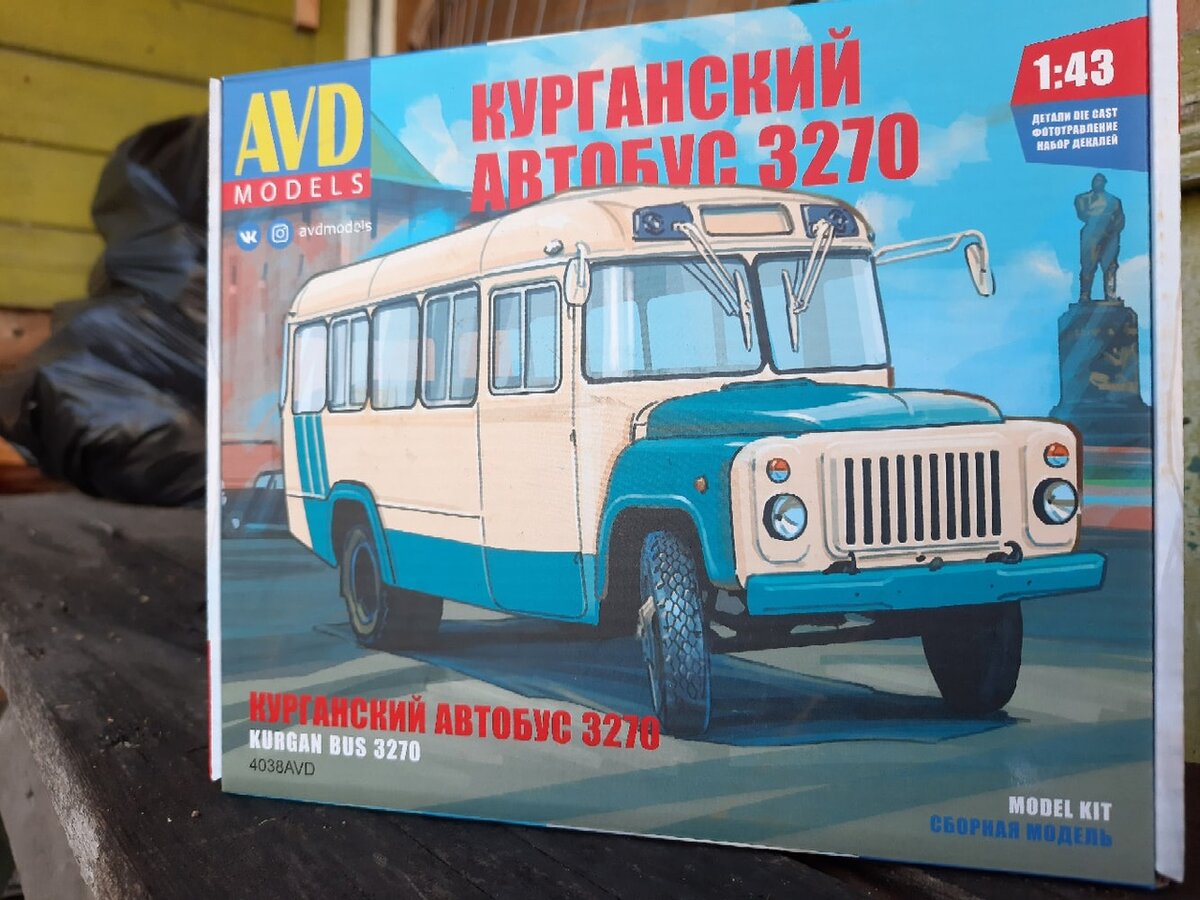 AVD
MODELS
avdmodels
КУРГАНСКИЙ
АВТОБУС 3270
1:43
ДЕТАЛИ DIE CAST
ФОТОТРАВЛЕНИЕ
НАБОР ДЕКАЛЕЙ
КУРГАНСКИЙ АВТОБУС 3270
KURGAN BUS 3270
4038AVD
MODEL KIT
СБОРНАЯ МОДЕЛЬ